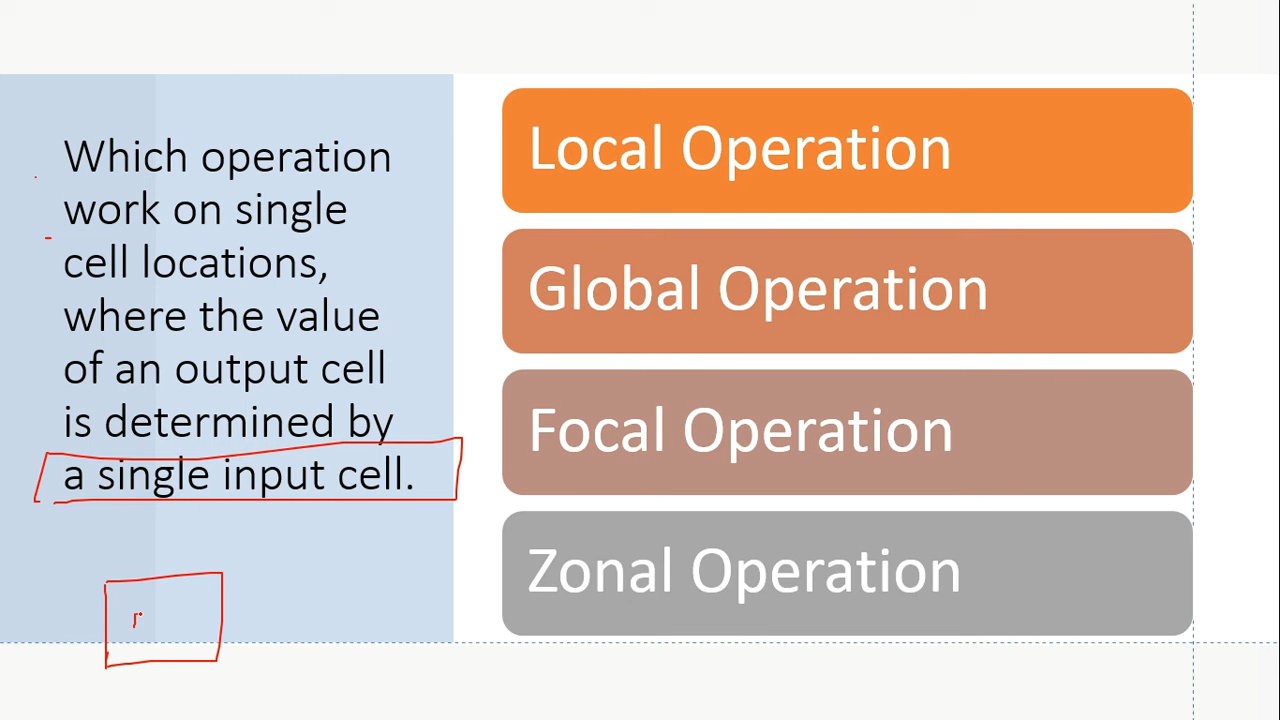 Which operation
work on single
cell locations,
where the value
of an output cell
is determined by
a single input cell.
Local Operation
Global Operation
Focal Operation
Zonal Operation